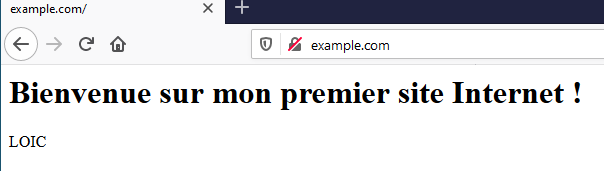 example.com/
example.com
Bienvenue sur mon premier site Internet !
LOIC